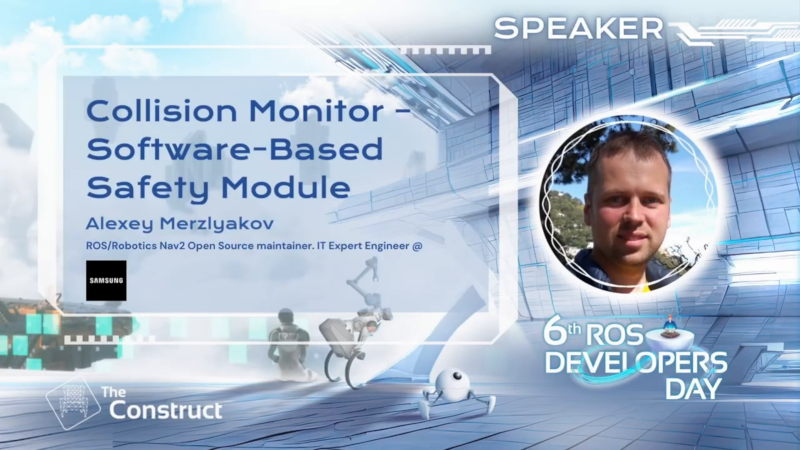 SPEAKER
Collision Monitor –
Software-Based
Safety Module
Alexey Merzlyakov
ROS/Robotics Nav2 Open Source maintainer. IT Expert Engineer @
SAMSUNG
6th ROS
DEVELOPERS
DAY
The
Construct